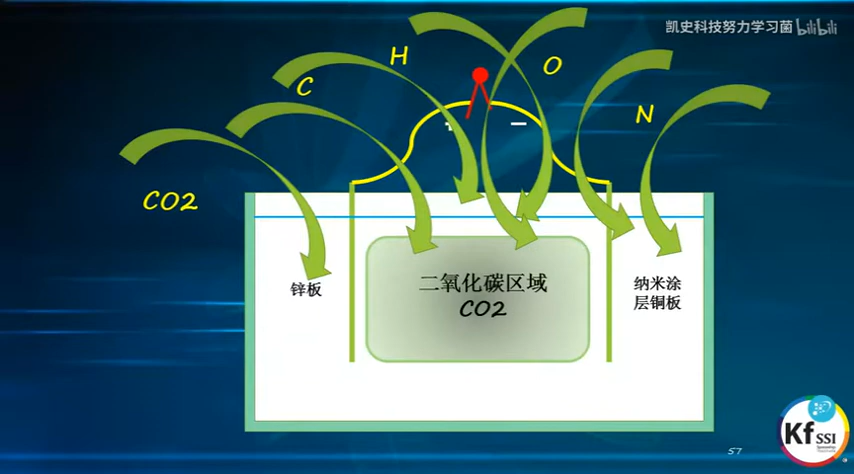 凯史科技努力学习菌 bilibili
H
O
C
N
+ −
CO2
锌板
二氧化碳区域
CO2
纳米涂
层铜板
57
Kf SSI